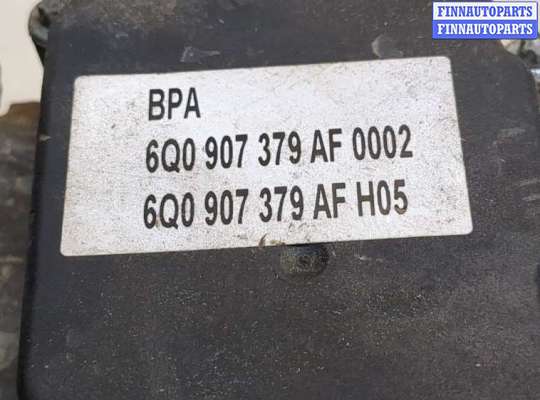 FINNAUTOPARTS
FINNAUTOPARTS
BPA
6Q0 907 379 AF 0002
6Q0 907 379 AF H05